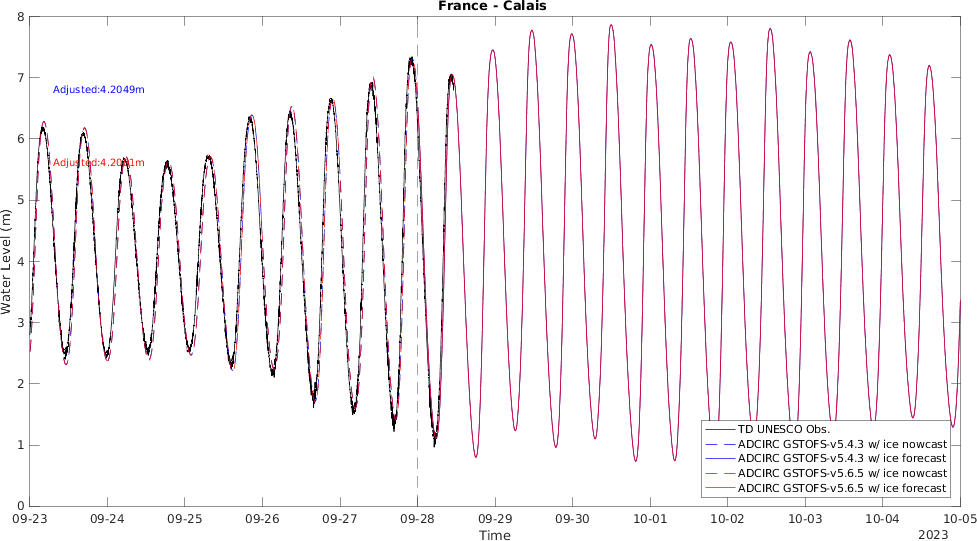 France - Calais
8
7
6
5
4
3
2
1
0
Water Level (m)
Adjusted:4.2049m
TD UNESCO Obs.
ADCIRC GSTOFS-v5.4.3 w/ ice nowcast
ADCIRC GSTOFS-v5.4.3 w/ ice forecast
ADCIRC GSTOFS-v5.6.5 w/ ice nowcast
ADCIRC GSTOFS-v5.6.5 w/ ice forecast
09-23 09-24 09-25 09-26 09-27 09-28 09-29 09-30 10-01 10-02 10-03 10-04 10-05
Time
2023